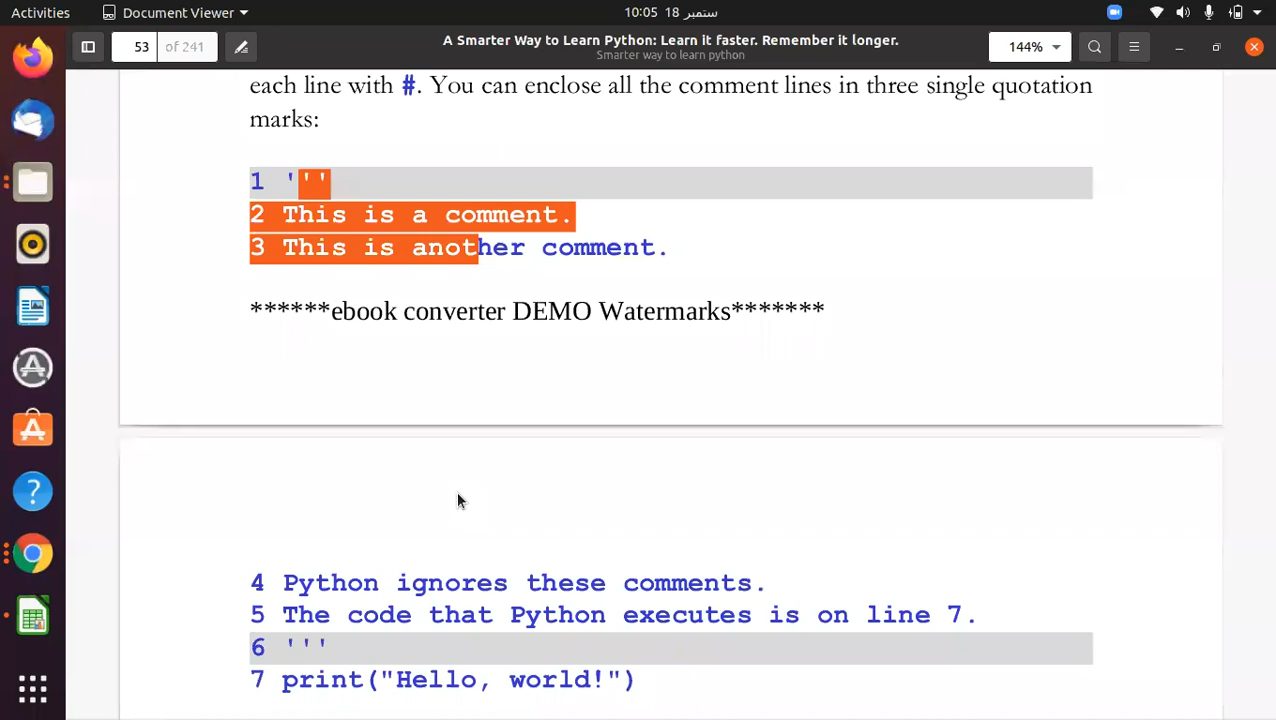 Activities
Document Viewer
10:05 18 ستمبر
53
of 241
A Smarter Way to Learn Python: Learn it faster. Remember it longer.
Smarter way to learn python
144%
each line with #. You can enclose all the comment lines in three single quotation
marks:
1 '''
2 This is a comment.
3 This is another comment.
******ebook converter DEMO Watermarks*******
4 Python ignores these comments.
5 The code that Python executes is on line 7.
6 '''
7 print("Hello, world!")